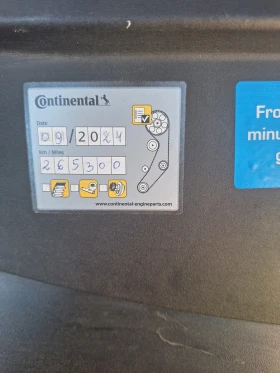 Continental
Date
09/2024
Km / Miles
265300
www.continental-engineparts.com
Fro
minu
g